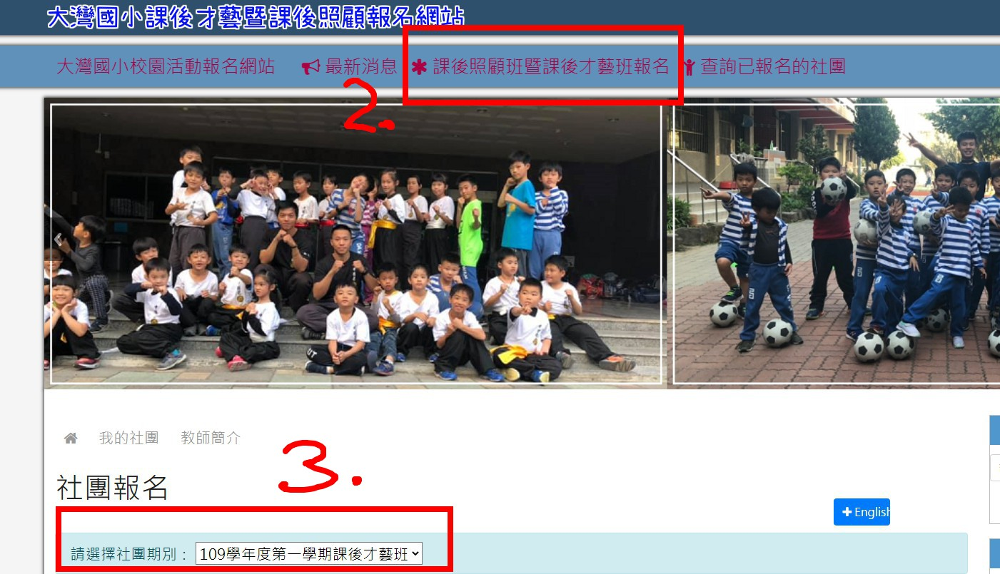 大灣國小課後才藝暨課後照顧報名網站
大灣國小校園活動報名網站 最新消息 課後照顧班暨課後才藝班報名 查詢已報名的社團
2.
我的社團 教師簡介
3.
社團報名
English
請選擇社團期別： 109學年度第一學期課後才藝班